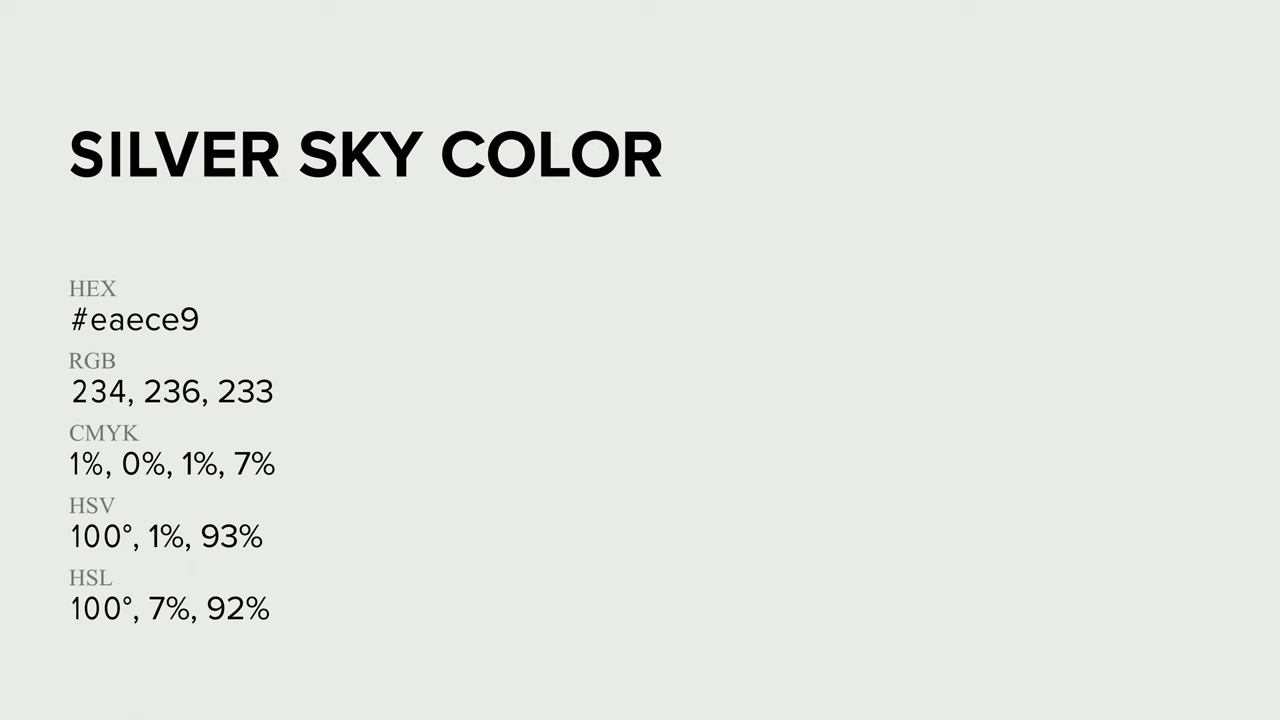 SILVER SKY COLOR
HEX
#eaece9
RGB
234, 236, 233
CMYK
1%, 0%, 1%, 7%
HSV
100°, 1%, 93%
HSL
100°, 7%, 92%